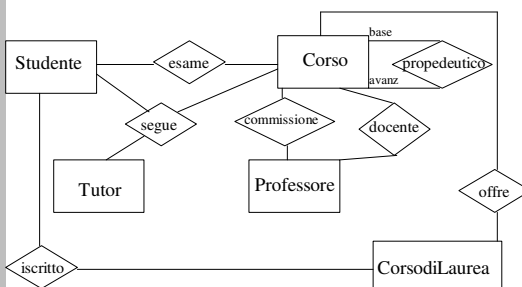 base
Studente
esame
Corso
propedeutico
avanz
segue
commissione
docente
Tutor
Professore
offre
iscritto
CorsodiLaurea